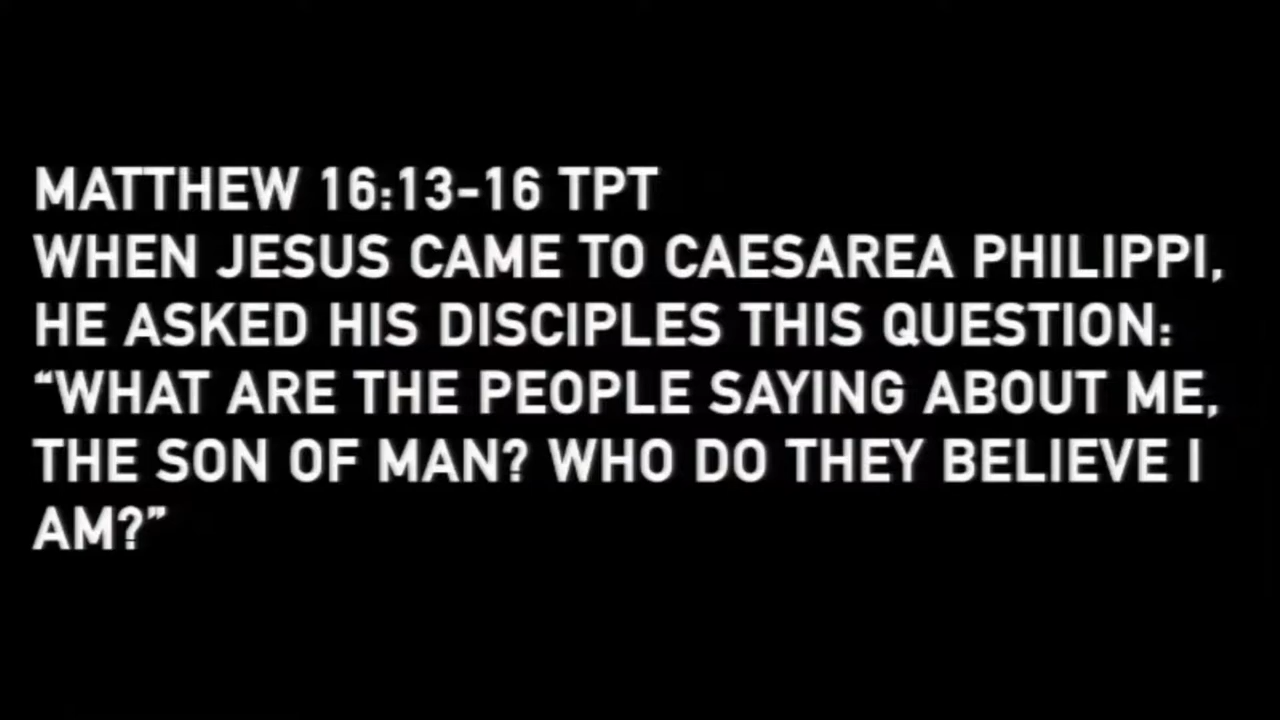 MATTHEW 16:13-16 TPT
WHEN JESUS CAME TO CAESAREA PHILIPPI,
HE ASKED HIS DISCIPLES THIS QUESTION:
“WHAT ARE THE PEOPLE SAYING ABOUT ME,
THE SON OF MAN? WHO DO THEY BELIEVE I
AM?”